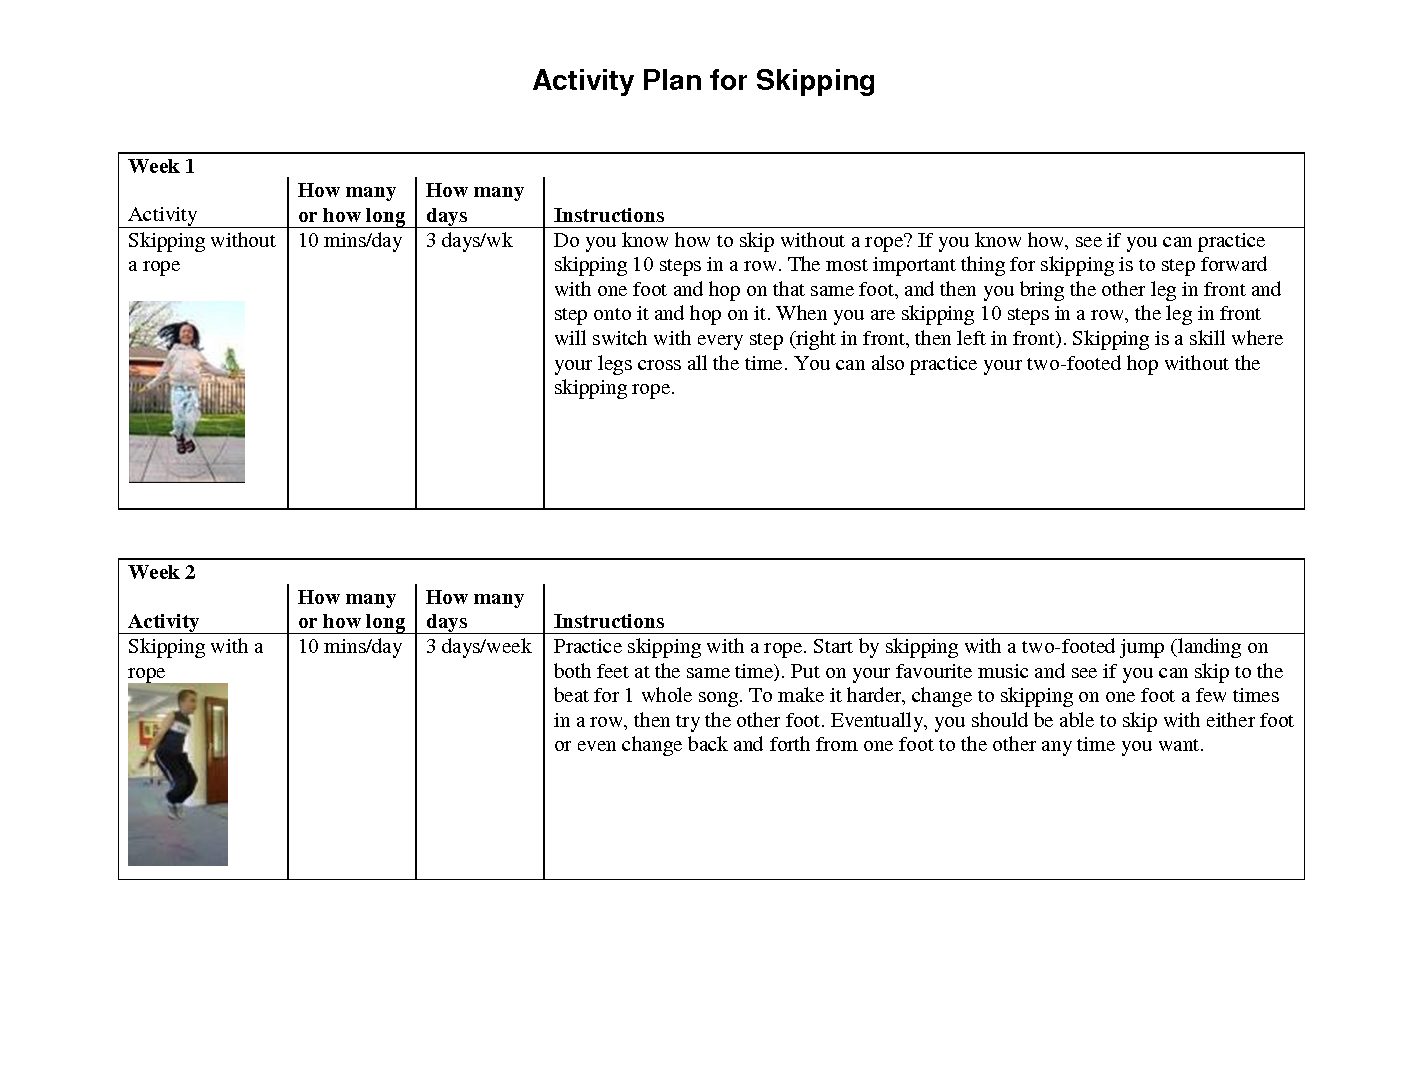 Activity Plan for Skipping
Week 1
Activity
How many
or how long
How many
days
Instructions
Skipping without
a rope
10 mins/day
3 days/wk
Do you know how to skip without a rope? If you know how, see if you can practice
skipping 10 steps in a row. The most important thing for skipping is to step forward
with one foot and hop on that same foot, and then you bring the other leg in front and
step onto it and hop on it. When you are skipping 10 steps in a row, the leg in front
will switch with every step (right in front, then left in front). Skipping is a skill where
your legs cross all the time. You can also practice your two-footed hop without the
skipping rope.
Week 2
Activity
How many
or how long
How many
days
Instructions
Skipping with a
rope
10 mins/day
3 days/week
Practice skipping with a rope. Start by skipping with a two-footed jump (landing on
both feet at the same time). Put on your favourite music and see if you can skip to the
beat for 1 whole song. To make it harder, change to skipping on one foot a few times
in a row, then try the other foot. Eventually, you should be able to skip with either foot
or even change back and forth from one foot to the other any time you want.